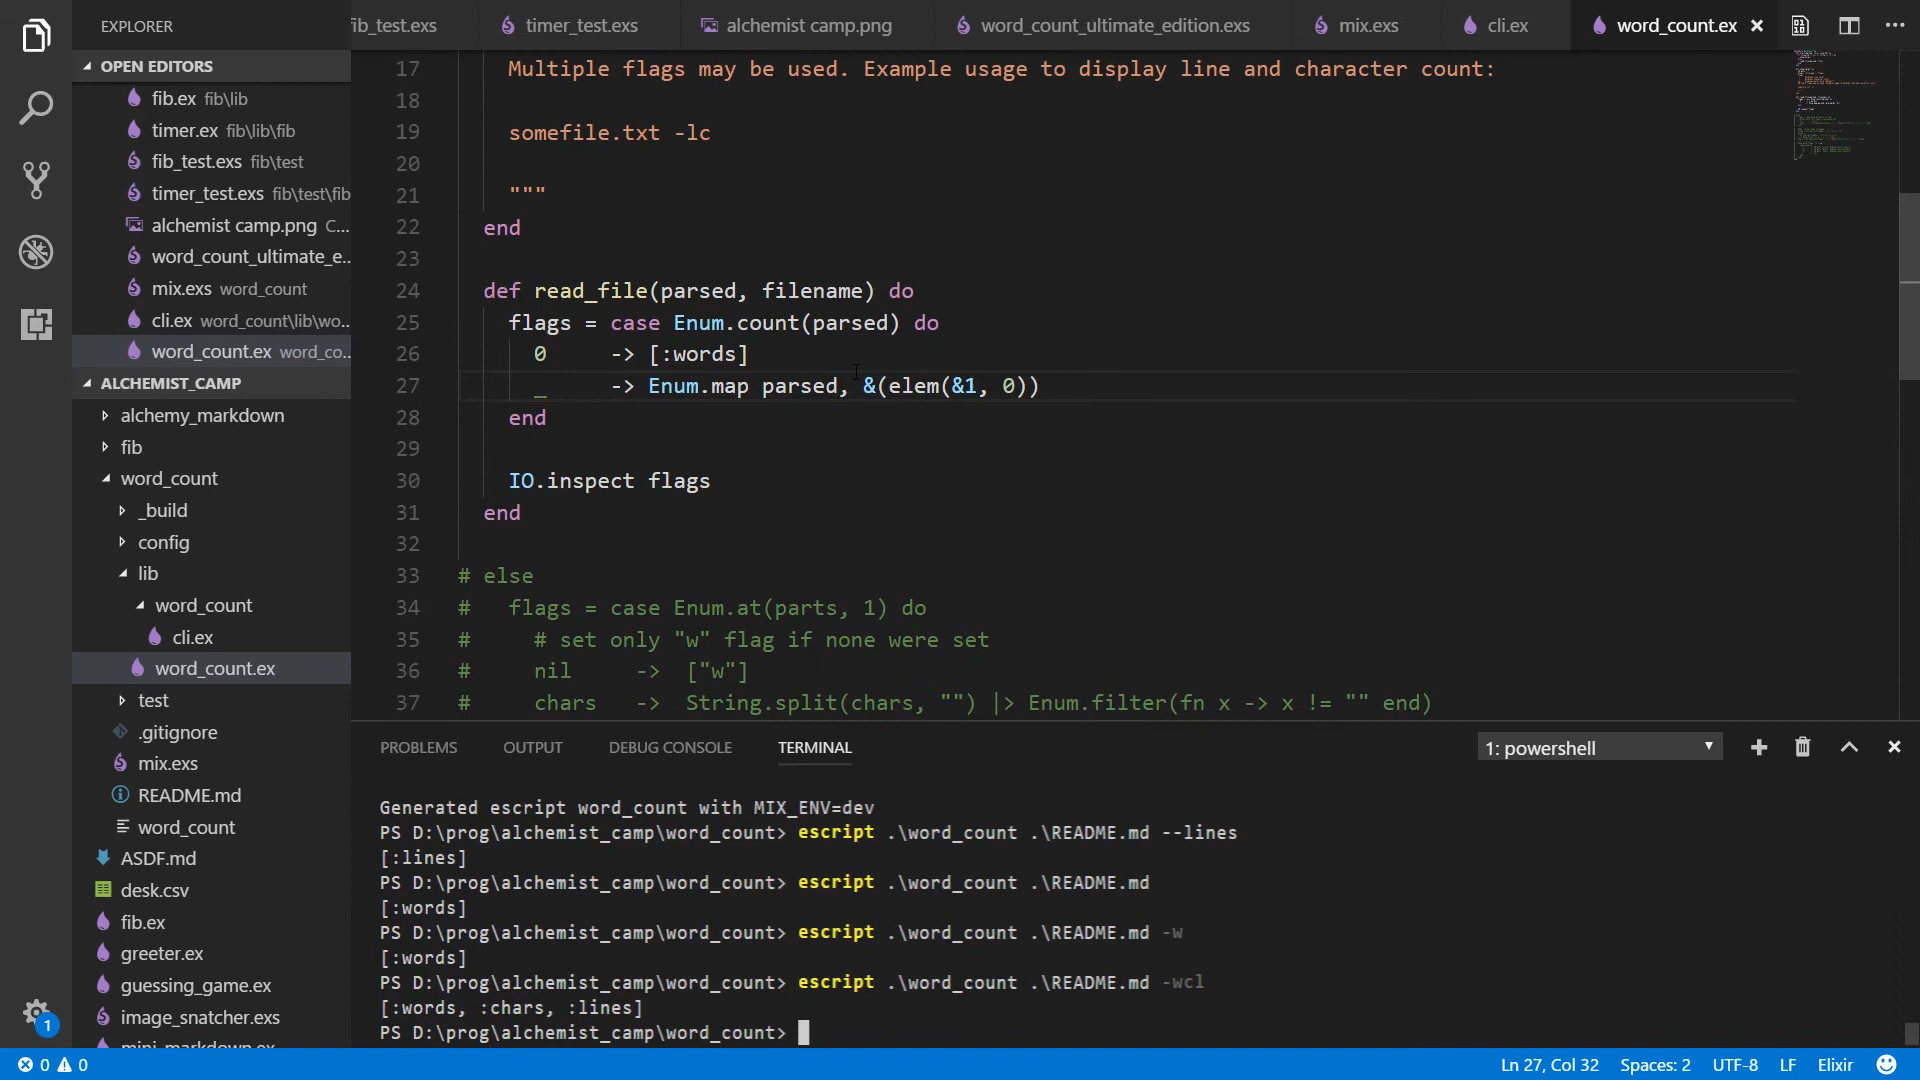 EXPLORER
fib_test.exs
timer_test.exs
alchemist camp.png
word_count_ultimate_edition.exs
mix.exs
cli.ex
word_count.ex
OPEN EDITORS
fib.ex fib\lib
timer.ex fib\lib\fib
fib_test.exs fib\test
timer_test.exs fib\test\fib
alchemist camp.png C...
word_count_ultimate_e...
mix.exs word_count
cli.ex word_count\lib\wo...
word_count.ex word_co...
ALCHEMIST_CAMP
alchemy_markdown
fib
word_count
_build
config
lib
word_count
cli.ex
word_count.ex
test
.gitignore
mix.exs
README.md
word_count
ASDF.md
desk.csv
fib.ex
greeter.ex
guessing_game.ex
image_snatcher.exs
mini_markdown.ex
1
17 Multiple flags may be used. Example usage to display line and character count:
18
19 somefile.txt -lc
20
21 """
22 end
23
24 def read_file(parsed, filename) do
25 flags = case Enum.count(parsed) do
26 0 -> [:words]
27 _ -> Enum.map parsed, &(elem(&1, 0))
28 end
29
30 IO.inspect flags
31 end
32
33 # else
34 # flags = case Enum.at(parts, 1) do
35 # # set only "w" flag if none were set
36 # nil -> ["w"]
37 # chars -> String.split(chars, "") |> Enum.filter(fn x -> x != "" end)
PROBLEMS OUTPUT DEBUG CONSOLE TERMINAL 1: powershell
Generated escript word_count with MIX_ENV=dev
PS D:\prog\alchemist_camp\word_count> escript .\word_count .\README.md --lines
[:lines]
PS D:\prog\alchemist_camp\word_count> escript .\word_count .\README.md
[:words]
PS D:\prog\alchemist_camp\word_count> escript .\word_count .\README.md -w
[:words]
PS D:\prog\alchemist_camp\word_count> escript .\word_count .\README.md -wcl
[:words, :chars, :lines]
PS D:\prog\alchemist_camp\word_count>
0 0 Ln 27, Col 32 Spaces: 2 UTF-8 LF Elixir